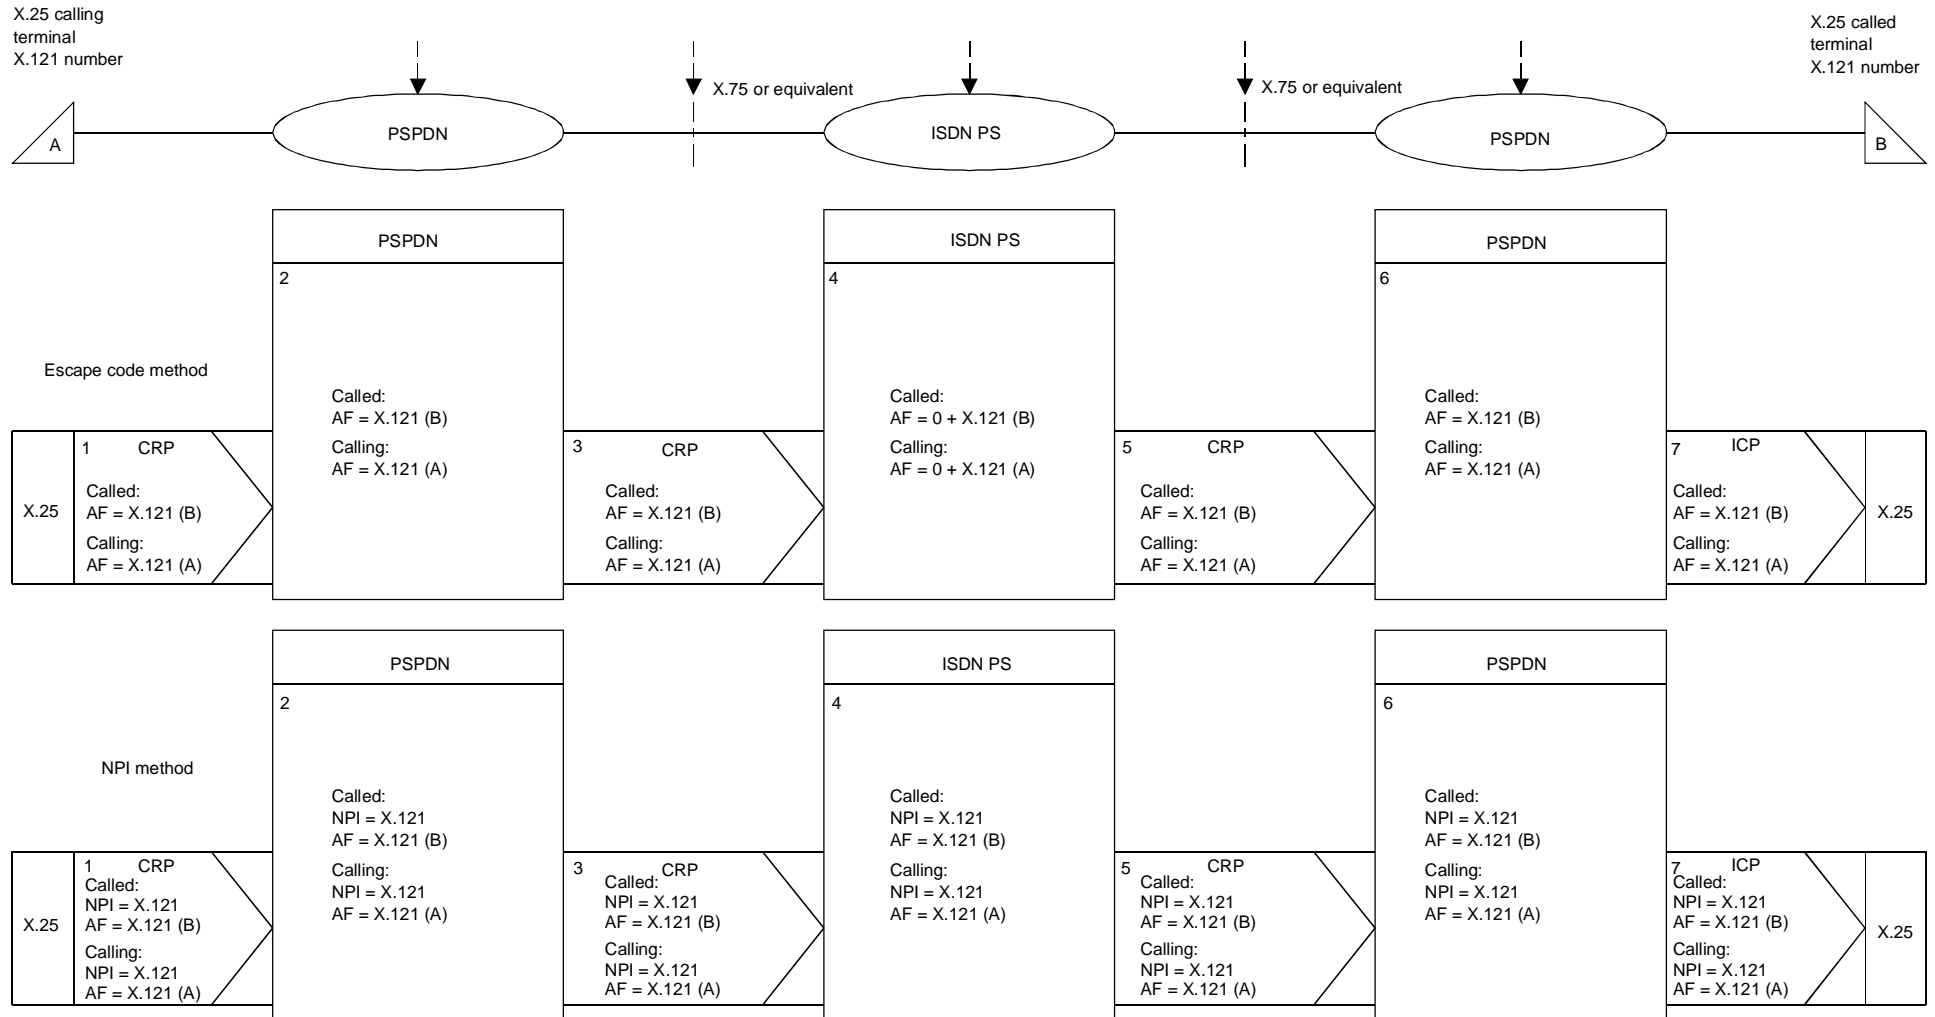 X.25 calling
terminal
X.121 number
X.25 called
terminal
X.121 number
X.75 or equivalent
X.75 or equivalent
A
PSPDN
ISDN PS
PSPDN
B
PSPDN
ISDN PS
PSPDN
2
4
6
Escape code method
Called:
AF = X.121 (B)
Calling:
AF = X.121 (A)
Called:
AF = 0 + X.121 (B)
Calling:
AF = 0 + X.121 (A)
Called:
AF = X.121 (B)
Calling:
AF = X.121 (A)
X.25
1 CRP
Called:
AF = X.121 (B)
Calling:
AF = X.121 (A)
3 CRP
Called:
AF = X.121 (B)
Calling:
AF = X.121 (A)
5 CRP
Called:
AF = X.121 (B)
Calling:
AF = X.121 (A)
7 ICP
Called:
AF = X.121 (B)
Calling:
AF = X.121 (A)
X.25
PSPDN
ISDN PS
PSPDN
2
4
6
NPI method
Called:
NPI = X.121
AF = X.121 (B)
Calling:
NPI = X.121
AF = X.121 (A)
Called:
NPI = X.121
AF = X.121 (B)
Calling:
NPI = X.121
AF = X.121 (A)
Called:
NPI = X.121
AF = X.121 (B)
Calling:
NPI = X.121
AF = X.121 (A)
X.25
1 CRP
Called:
NPI = X.121
AF = X.121 (B)
Calling:
NPI = X.121
AF = X.121 (A)
3 CRP
Called:
NPI = X.121
AF = X.121 (B)
Calling:
NPI = X.121
AF = X.121 (A)
5 CRP
Called:
NPI = X.121
AF = X.121 (B)
Calling:
NPI = X.121
AF = X.121 (A)
7 ICP
Called:
NPI = X.121
AF = X.121 (B)
Calling:
NPI = X.121
AF = X.121 (A)
X.25